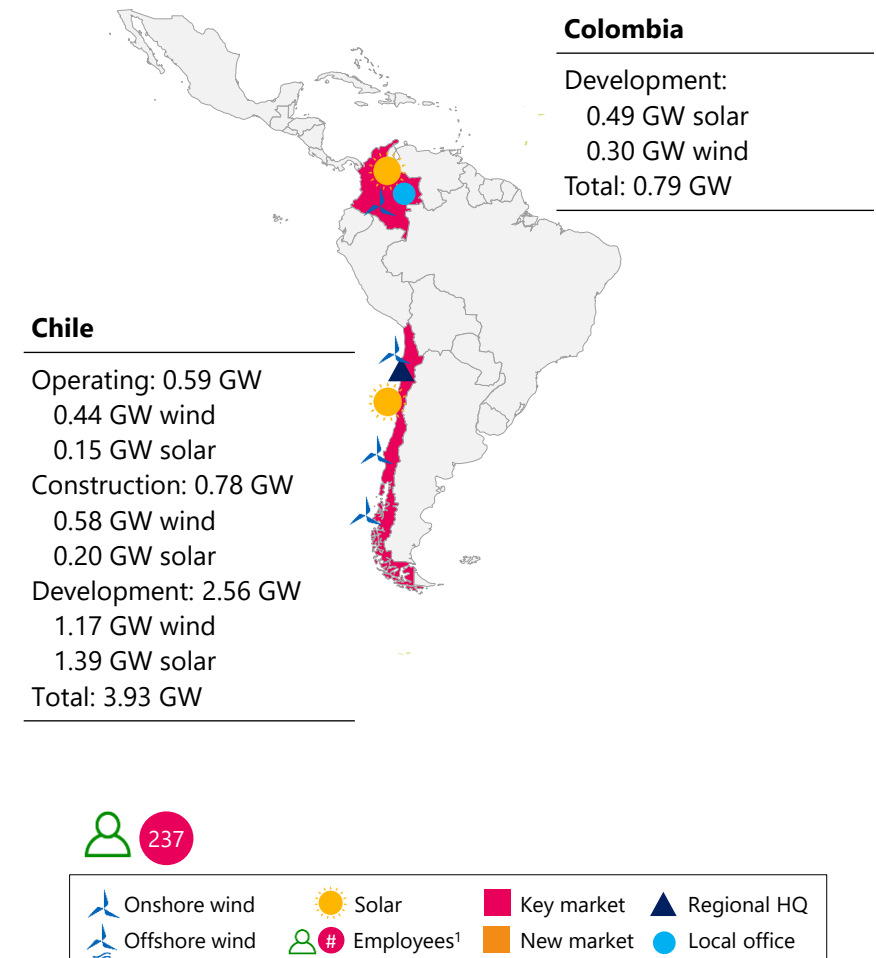 Colombia
Development:
0.49 GW solar
0.30 GW wind
Total: 0.79 GW
Chile
Operating: 0.59 GW
0.44 GW wind
0.15 GW solar
Construction: 0.78 GW
0.58 GW wind
0.20 GW solar
Development: 2.56 GW
1.17 GW wind
1.39 GW solar
Total: 3.93 GW
237
Onshore wind Solar Key market Regional HQ
Offshore wind # Employees¹ New market Local office